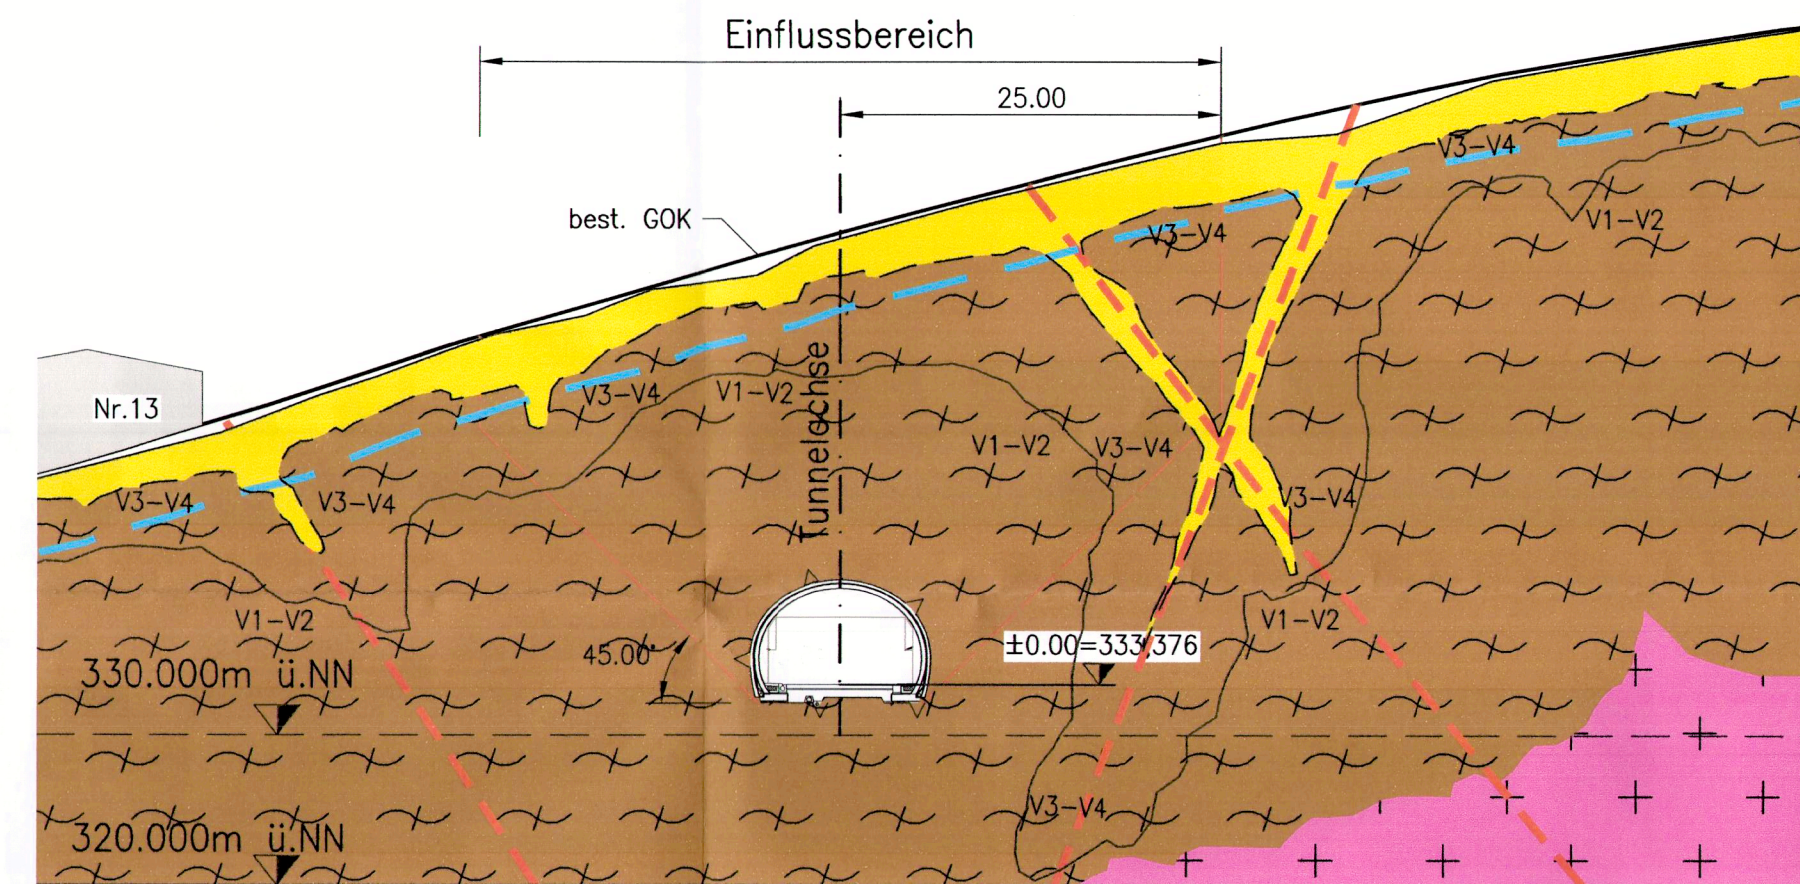 Einflussbereich
25.00
best. GOK
V3-V4
V1-V2
V3-V4
Nr.13
V3-V4
V1-V2
Tunnelachse
V1-V2
V3-V4
V3-V4
V3-V4
V3-V4
V1-V2
V1-V2
45.00°
±0.00=333,376
330.000m ü.NN
V3-V4
320.000m ü.NN